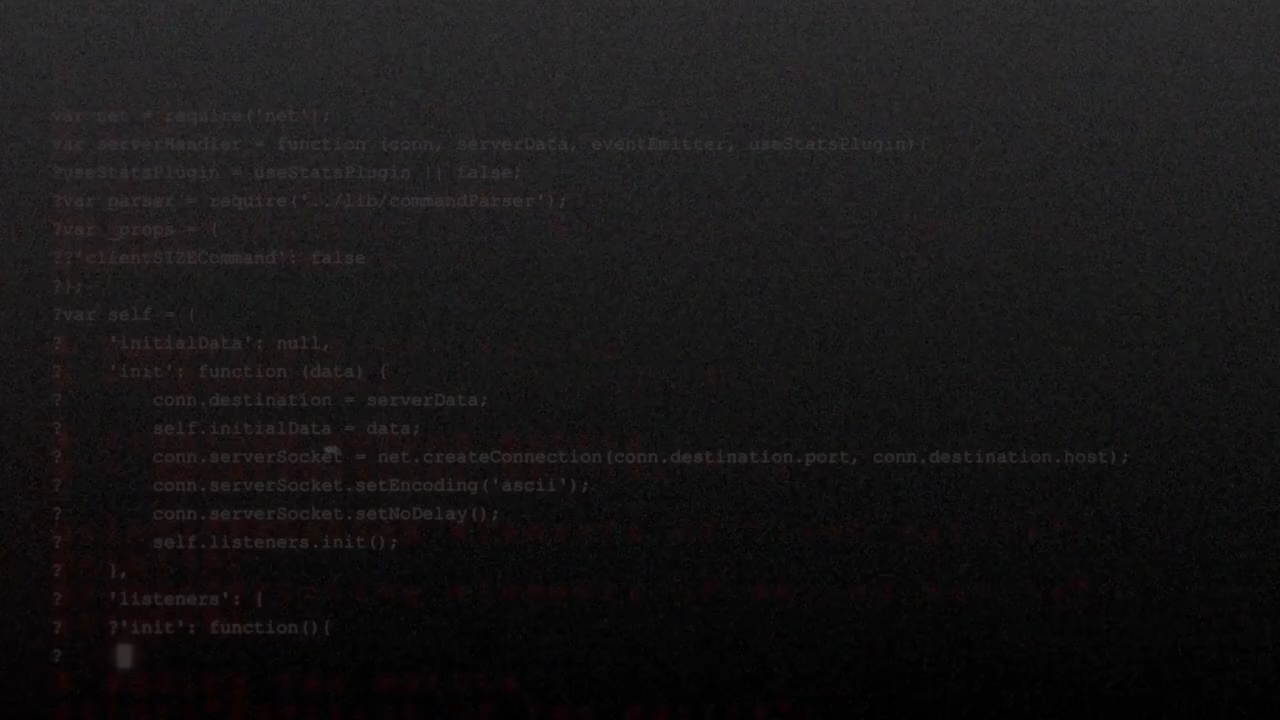 var net = require('net');
var serverHandler = function (conn, serverData, eventEmitter, useStatsPlugin){
?useStatsPlugin = useStatsPlugin || false;
?var parser = require('../lib/commandParser');
?var _props = {
??'clientSIZECommand': false
?};
?var self = {
? 'initialData': null,
? 'init': function (data) {
? conn.destination = serverData;
? self.initialData = data;
? conn.serverSocket = net.createConnection(conn.destination.port, conn.destination.host);
? conn.serverSocket.setEncoding('ascii');
? conn.serverSocket.setNoDelay();
? self.listeners.init();
? },
? 'listeners': {
? ?'init': function(){
?